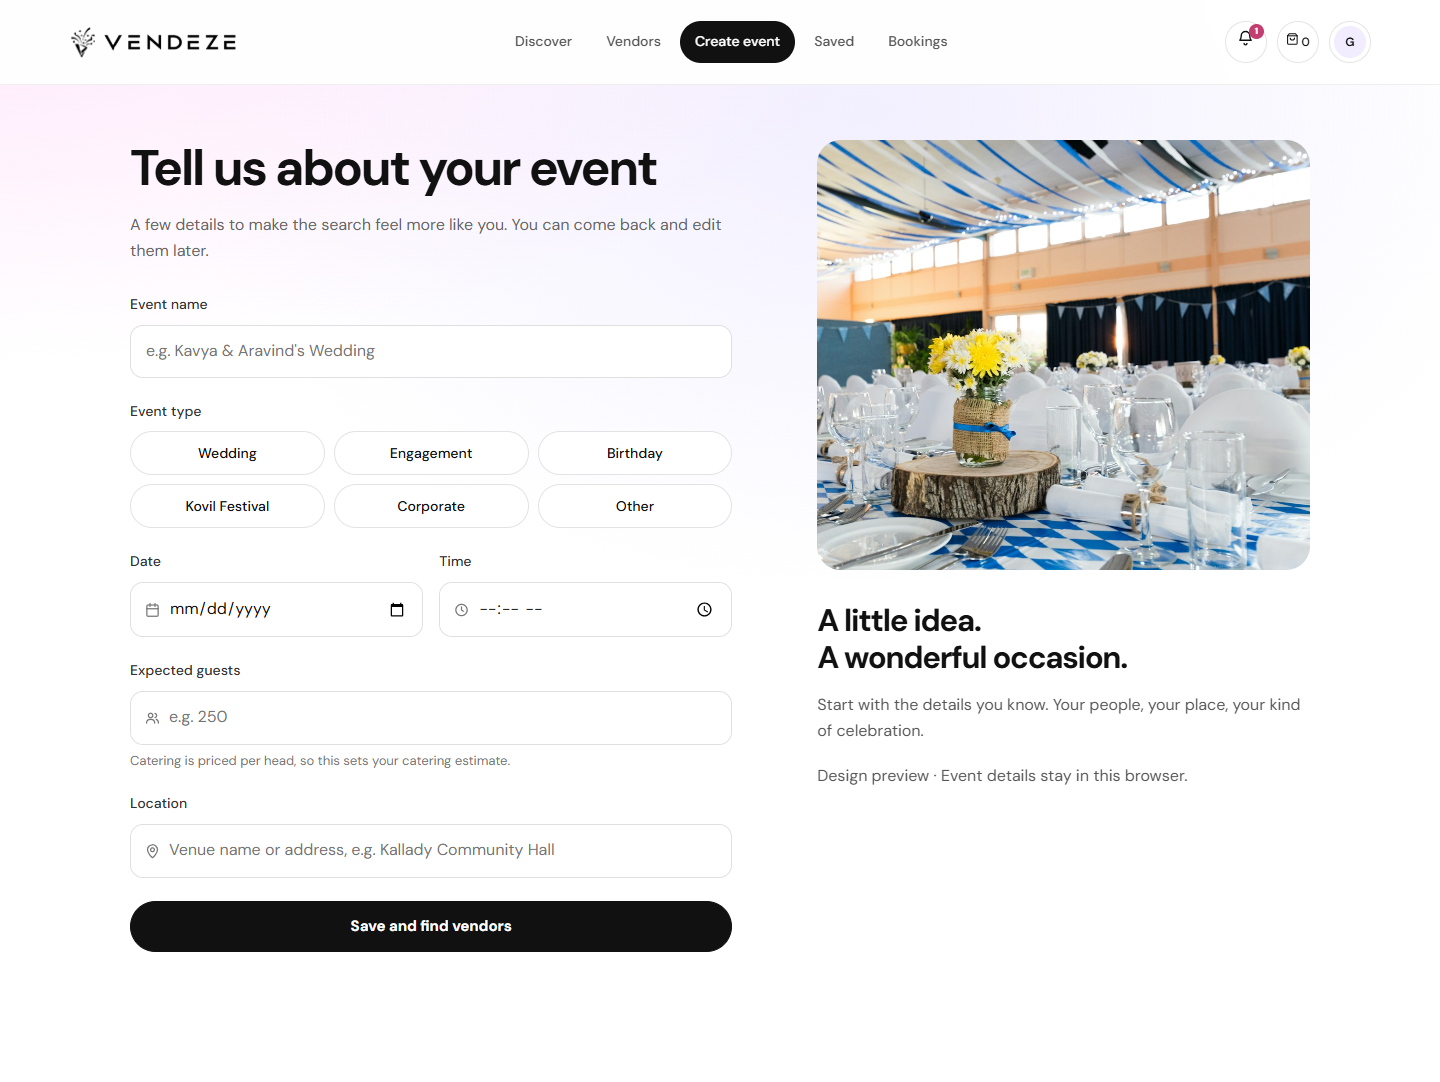 VENDEZE
Discover
Vendors
Create event
Saved
Bookings
1
0
G
Tell us about your event
A few details to make the search feel more like you. You can come back and edit
them later.
Event name
e.g. Kavya & Aravind's Wedding
Event type
Wedding
Engagement
Birthday
Kovil Festival
Corporate
Other
Date
Time
mm/dd/yyyy
--:-- --
Expected guests
e.g. 250
Catering is priced per head, so this sets your catering estimate.
Location
Venue name or address, e.g. Kallady Community Hall
Save and find vendors
A little idea.
A wonderful occasion.
Start with the details you know. Your people, your place, your kind
of celebration.
Design preview · Event details stay in this browser.